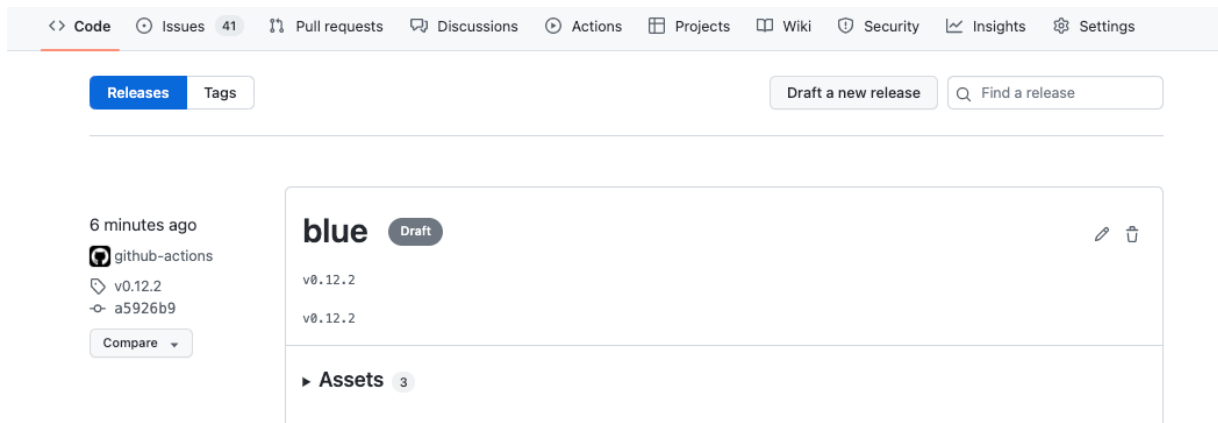 Code Issues 41 Pull requests Discussions Actions Projects Wiki Security Insights Settings
Releases Tags Draft a new release Find a release
6 minutes ago
github-actions
v0.12.2
a5926b9
Compare
blue Draft
v0.12.2
v0.12.2
Assets 3